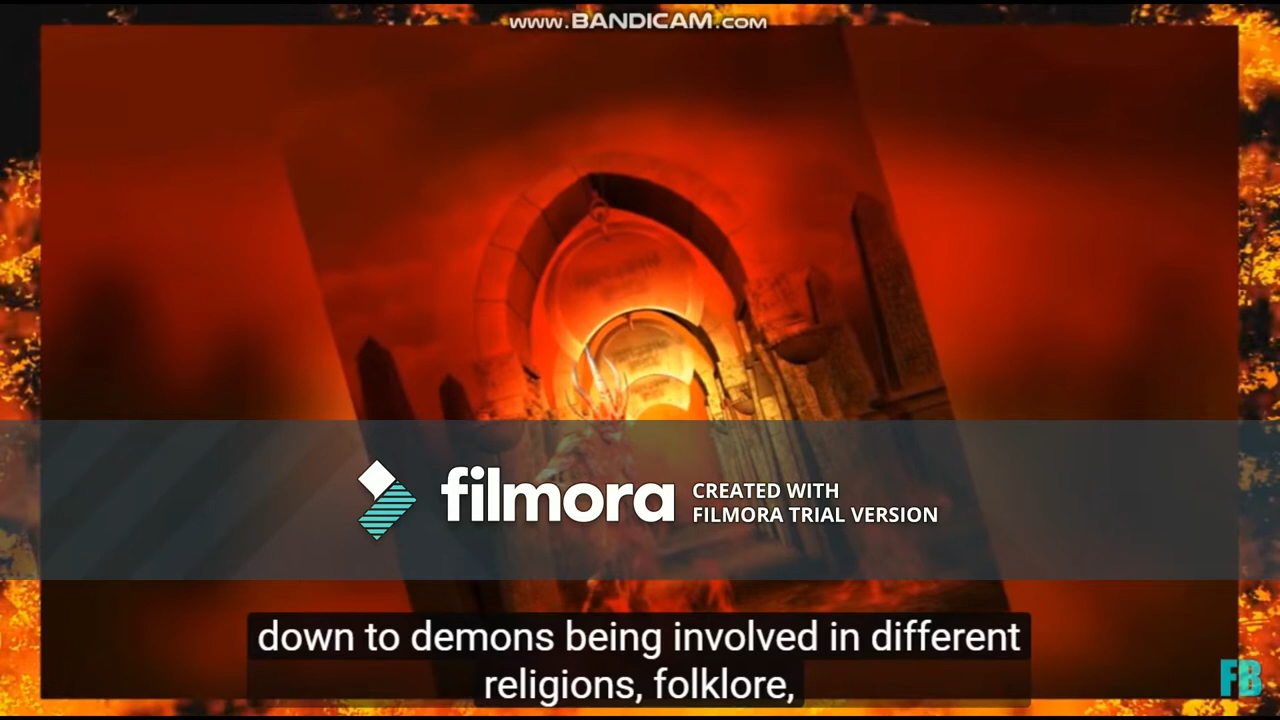 www.BANDICAM.com
filmora
CREATED WITH
FILMORA TRIAL VERSION
down to demons being involved in different
religions, folklore,
FB